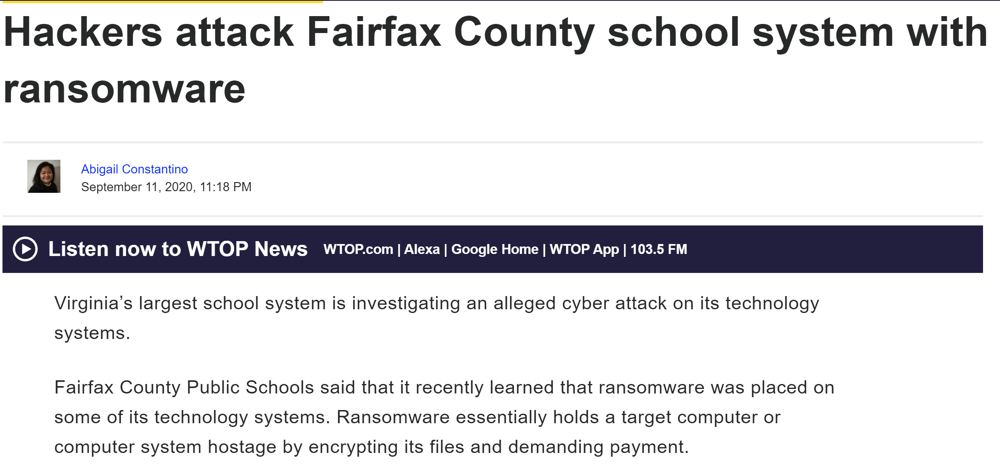 Hackers attack Fairfax County school system with
ransomware
Abigail Constantino
September 11, 2020, 11:18 PM
Listen now to WTOP News WTOP.com | Alexa | Google Home | WTOP App | 103.5 FM
Virginia’s largest school system is investigating an alleged cyber attack on its technology
systems.
Fairfax County Public Schools said that it recently learned that ransomware was placed on
some of its technology systems. Ransomware essentially holds a target computer or
computer system hostage by encrypting its files and demanding payment.